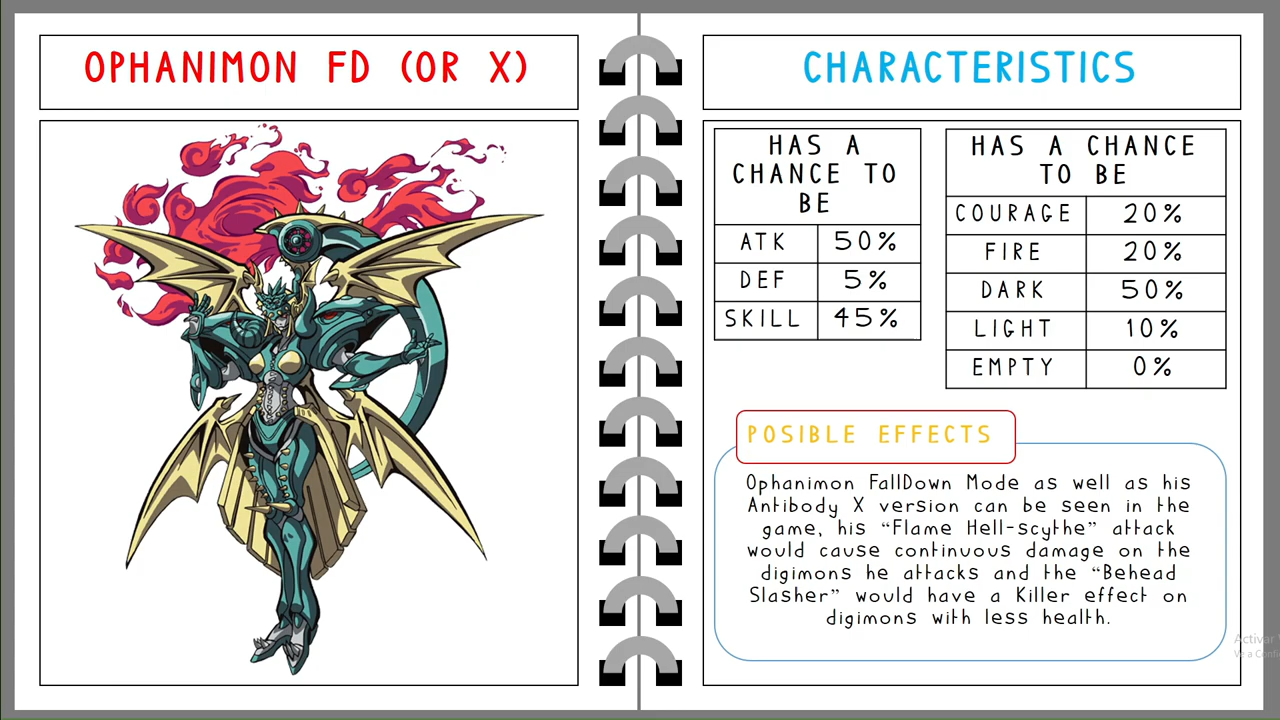 OPHANIMON FD (OR X)
CHARACTERISTICS
HAS A
CHANCE TO
BE
ATK 50%
DEF 5%
SKILL 45%
HAS A CHANCE
TO BE
COURAGE 20%
FIRE 20%
DARK 50%
LIGHT 10%
EMPTY 0%
POSIBLE EFFECTS
Ophanimon FallDown Mode as well as his
Antibody X version can be seen in the
game, his “Flame Hell-scythe” attack
would cause continuous damage on the
digimons he attacks and the “Behead
Slasher” would have a Killer effect on
digimons with less health.
Activar
Ve a Confi